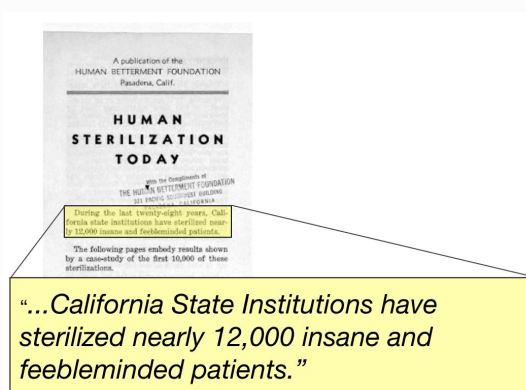 A publication of the
HUMAN BETTERMENT FOUNDATION
Pasadena, Calif.
HUMAN
STERILIZATION
TODAY
With the Compliments of
THE HUMAN BETTERMENT FOUNDATION
321 PACIFIC SOUTHWEST BUILDING
CALIFORNIA
During the last twenty-eight years, Cali-
fornia state institutions have sterilized near-
ly 12,000 insane and feebleminded patients.
The following pages embody results shown
by a case-study of the first 10,000 of these
sterilizations.
“...California State Institutions have
sterilized nearly 12,000 insane and
feebleminded patients.”